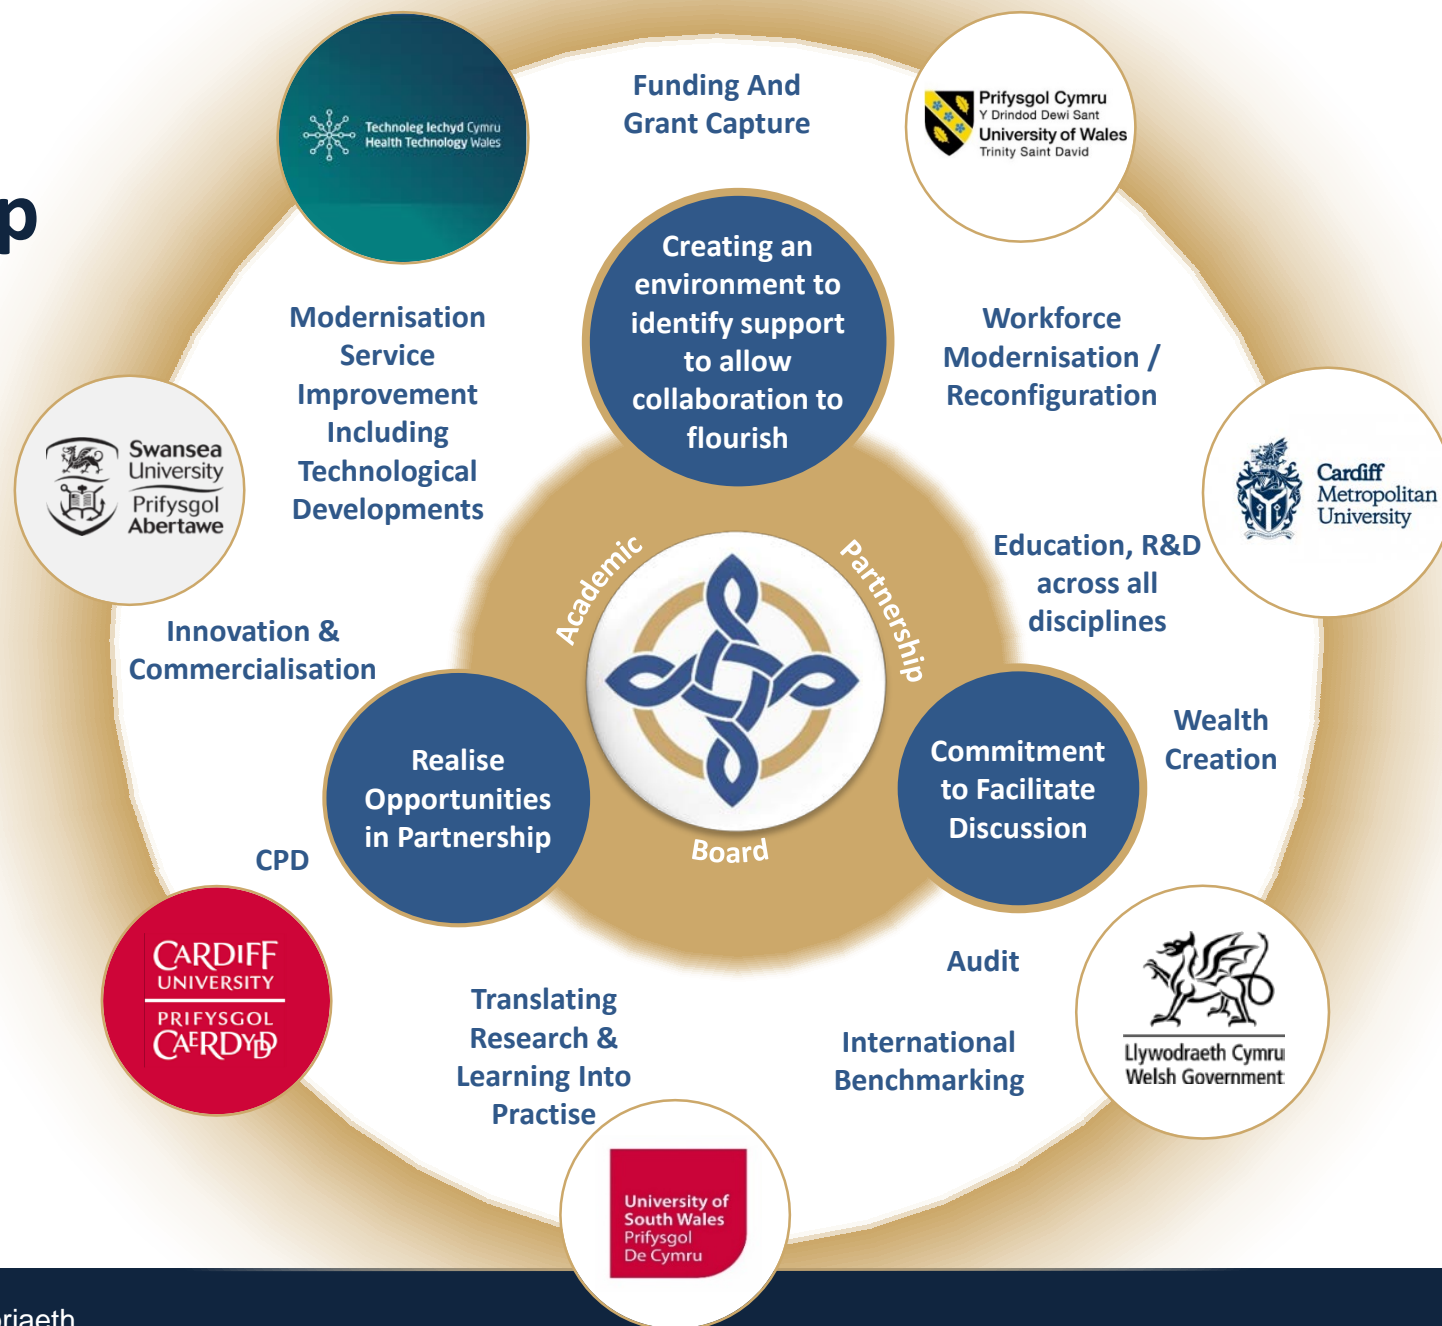 p
Technoleg Iechyd Cymru
Health Technology Wales
Funding And
Grant Capture
Prifysgol Cymru
Y Drindod Dewi Sant
University of Wales
Trinity Saint David
Creating an
environment to
identify support
to allow
collaboration to
flourish
Modernisation
Service
Improvement
Including
Technological
Developments
Workforce
Modernisation /
Reconfiguration
Swansea
University
Prifysgol
Abertawe
Cardiff
Metropolitan
University
Education, R&D
across all
disciplines
Academic
Partnership
Board
Innovation &
Commercialisation
Realise
Opportunities
in Partnership
Commitment
to Facilitate
Discussion
Wealth
Creation
CPD
CARDIFF
UNIVERSITY
PRIFYSGOL
CAERDYDD
Translating
Research &
Learning Into
Practise
Audit
International
Benchmarking
Llywodraeth Cymru
Welsh Government
University of
South Wales
Prifysgol
De Cymru
riaeth